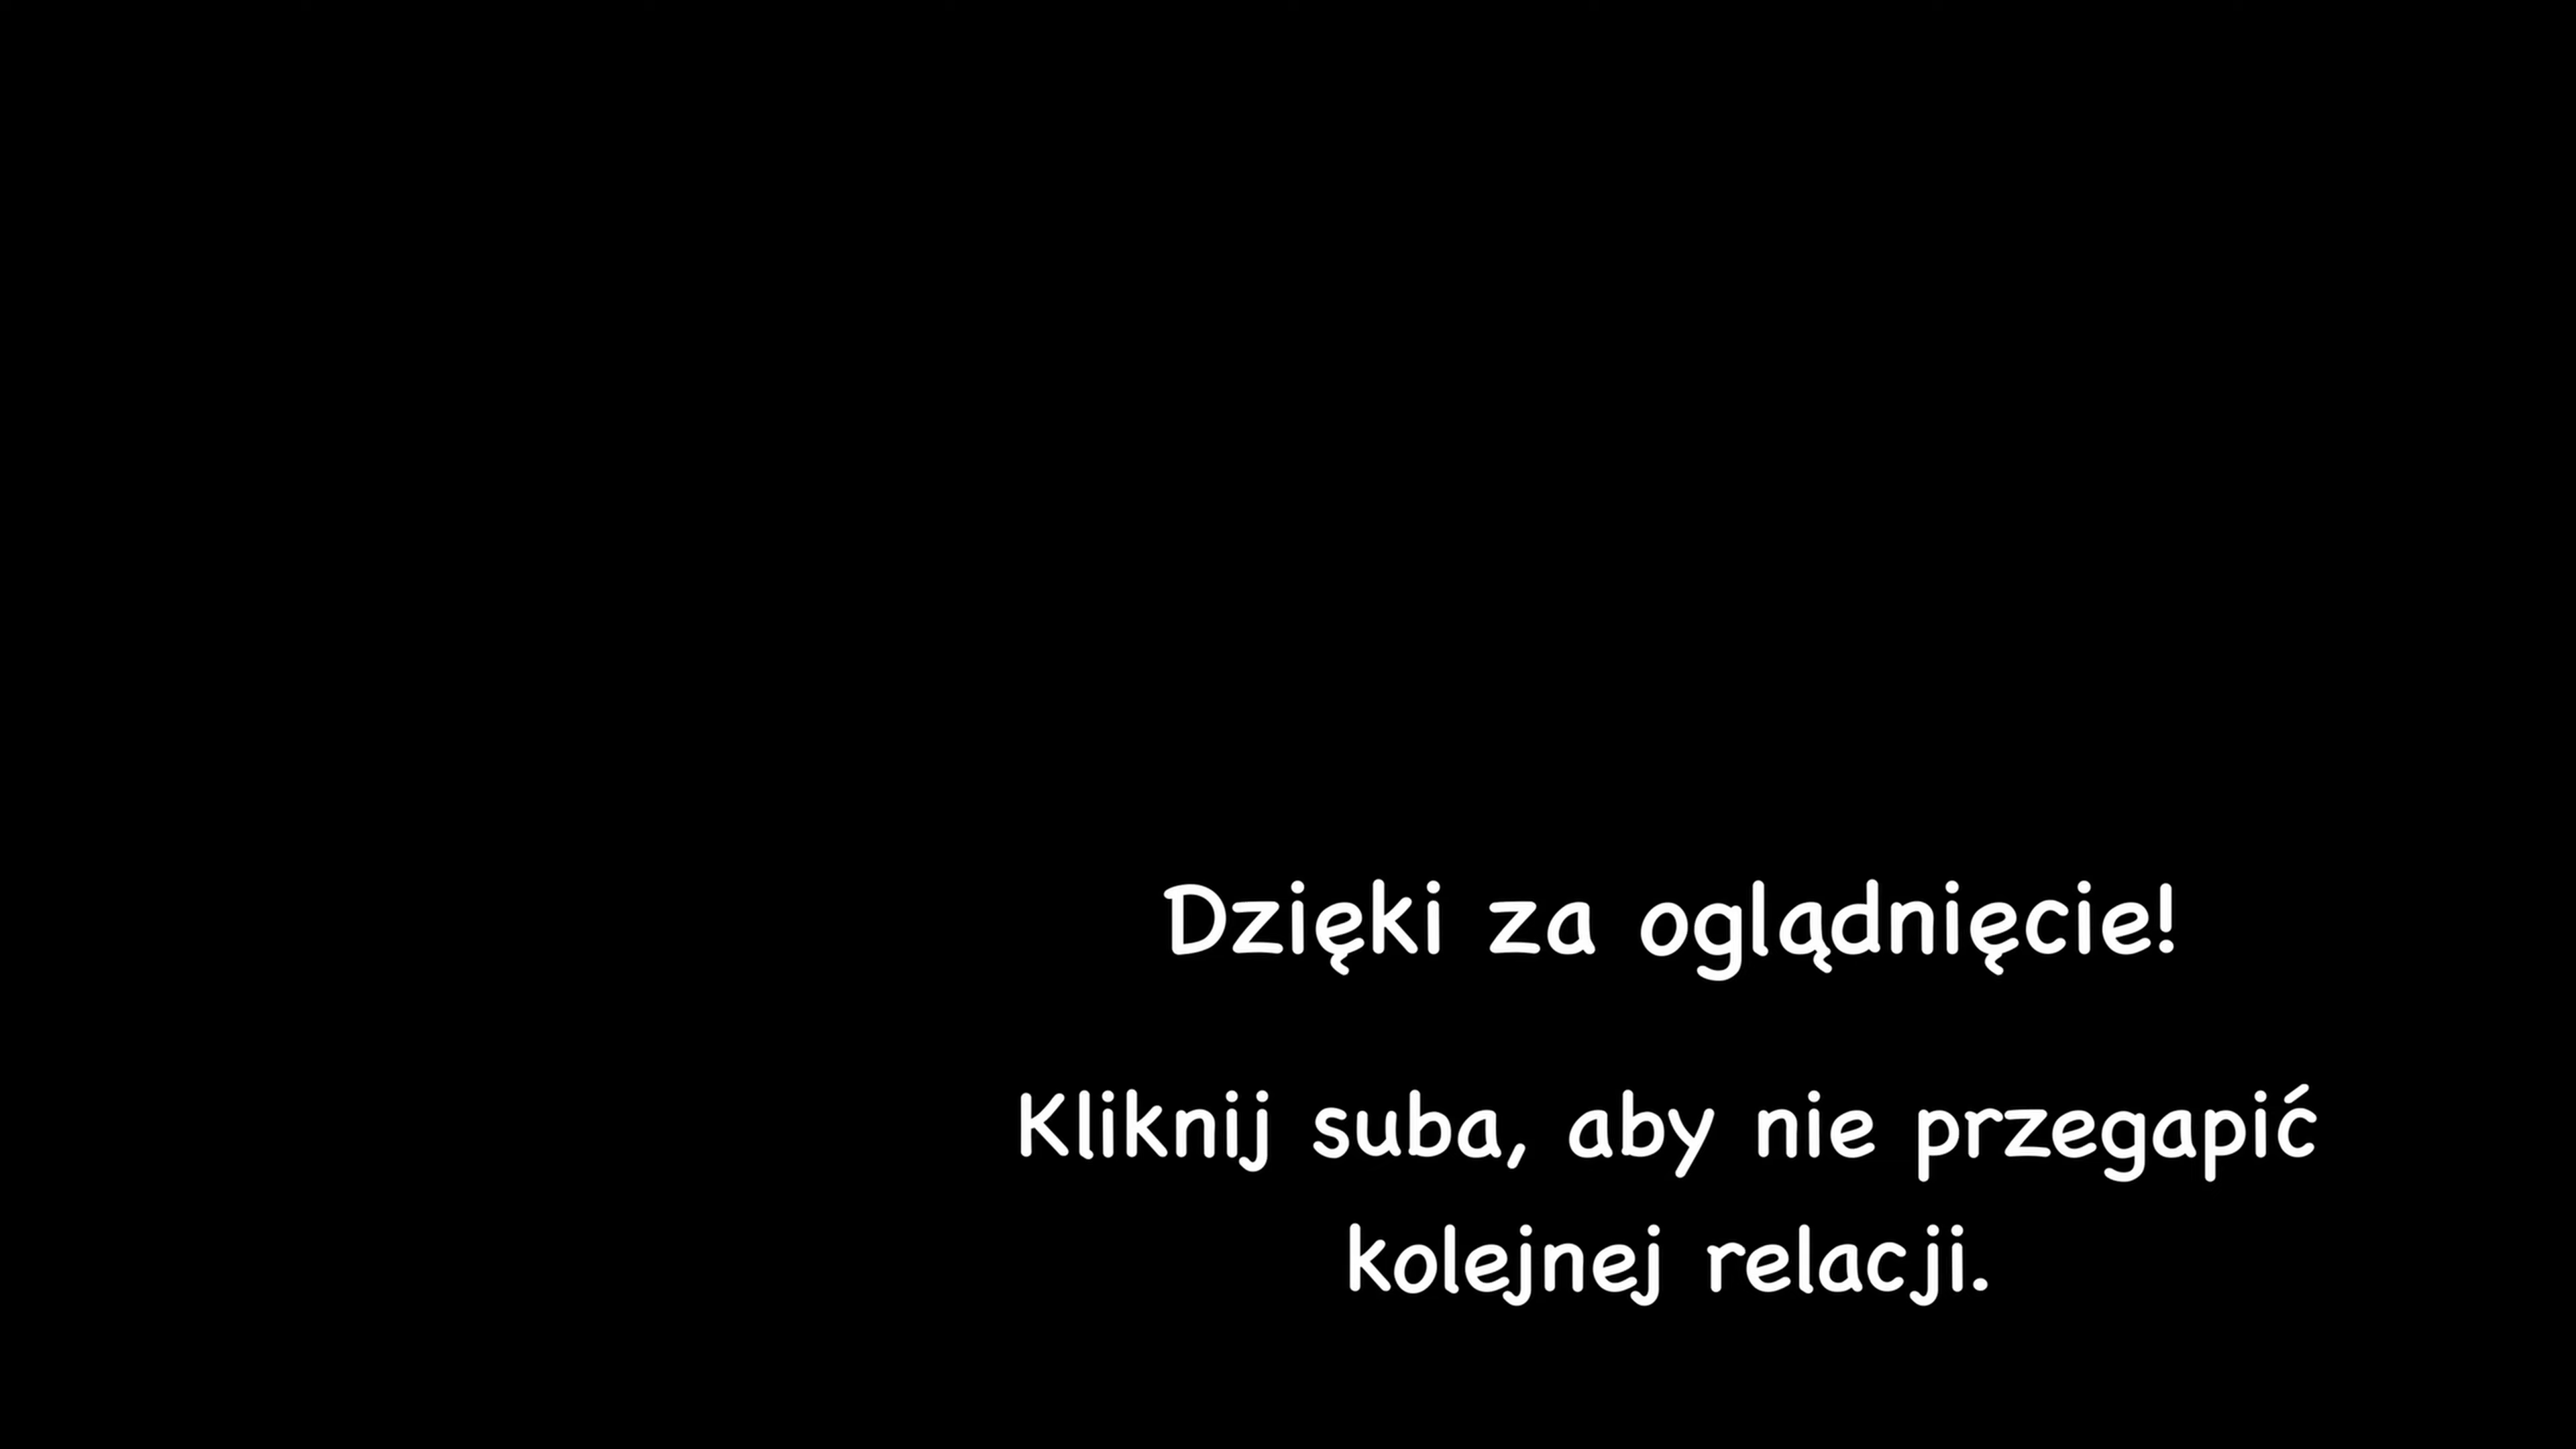 Dzięki za oglądnięcie!
Kliknij suba, aby nie przegapić
kolejnej relacji.